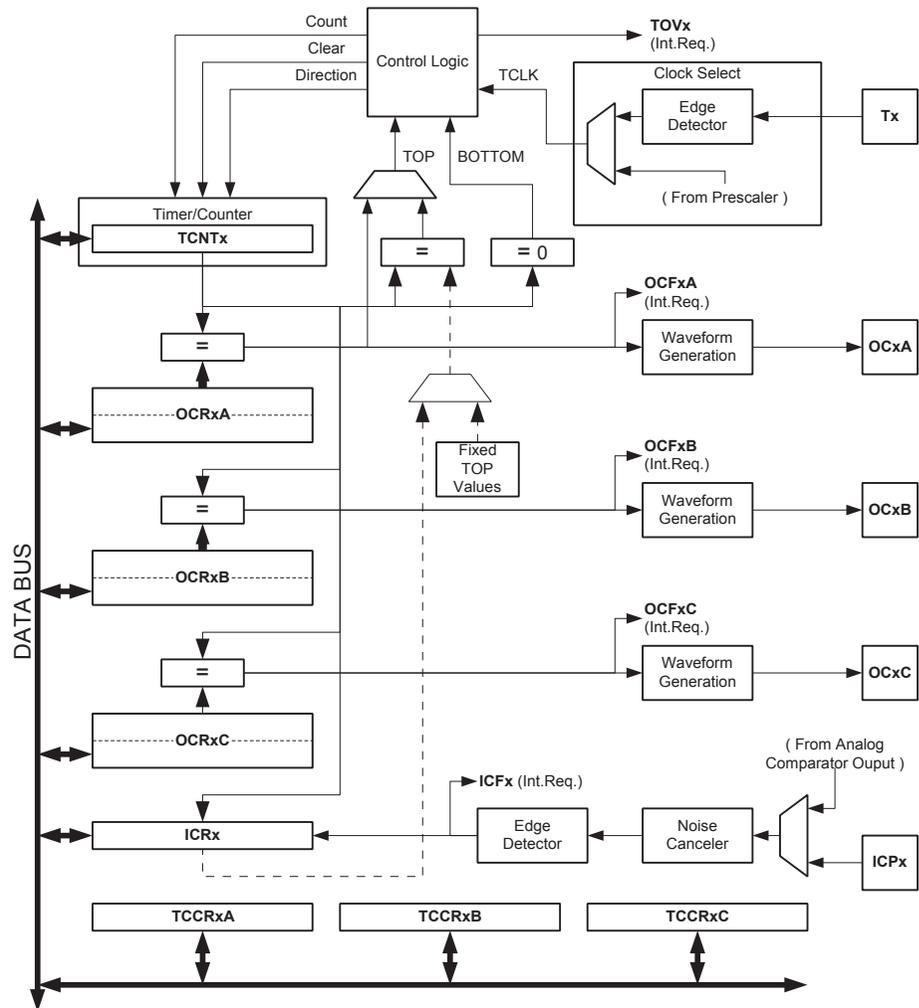 Count
Clear
Direction
Control Logic
TOVx
(Int.Req.)
TCLK
Clock Select
Edge
Detector
Tx
( From Prescaler )
TOP
BOTTOM
Timer/Counter
TCNTx
=
= 0
=
OCRxA
OCFxA
(Int.Req.)
Waveform
Generation
OCxA
Fixed
TOP
Values
=
OCRxB
OCFxB
(Int.Req.)
Waveform
Generation
OCxB
DATA BUS
=
OCRxC
OCFxC
(Int.Req.)
Waveform
Generation
OCxC
( From Analog
Comparator Ouput )
ICFx (Int.Req.)
ICRx
Edge
Detector
Noise
Canceler
ICPx
TCCRxA
TCCRxB
TCCRxC